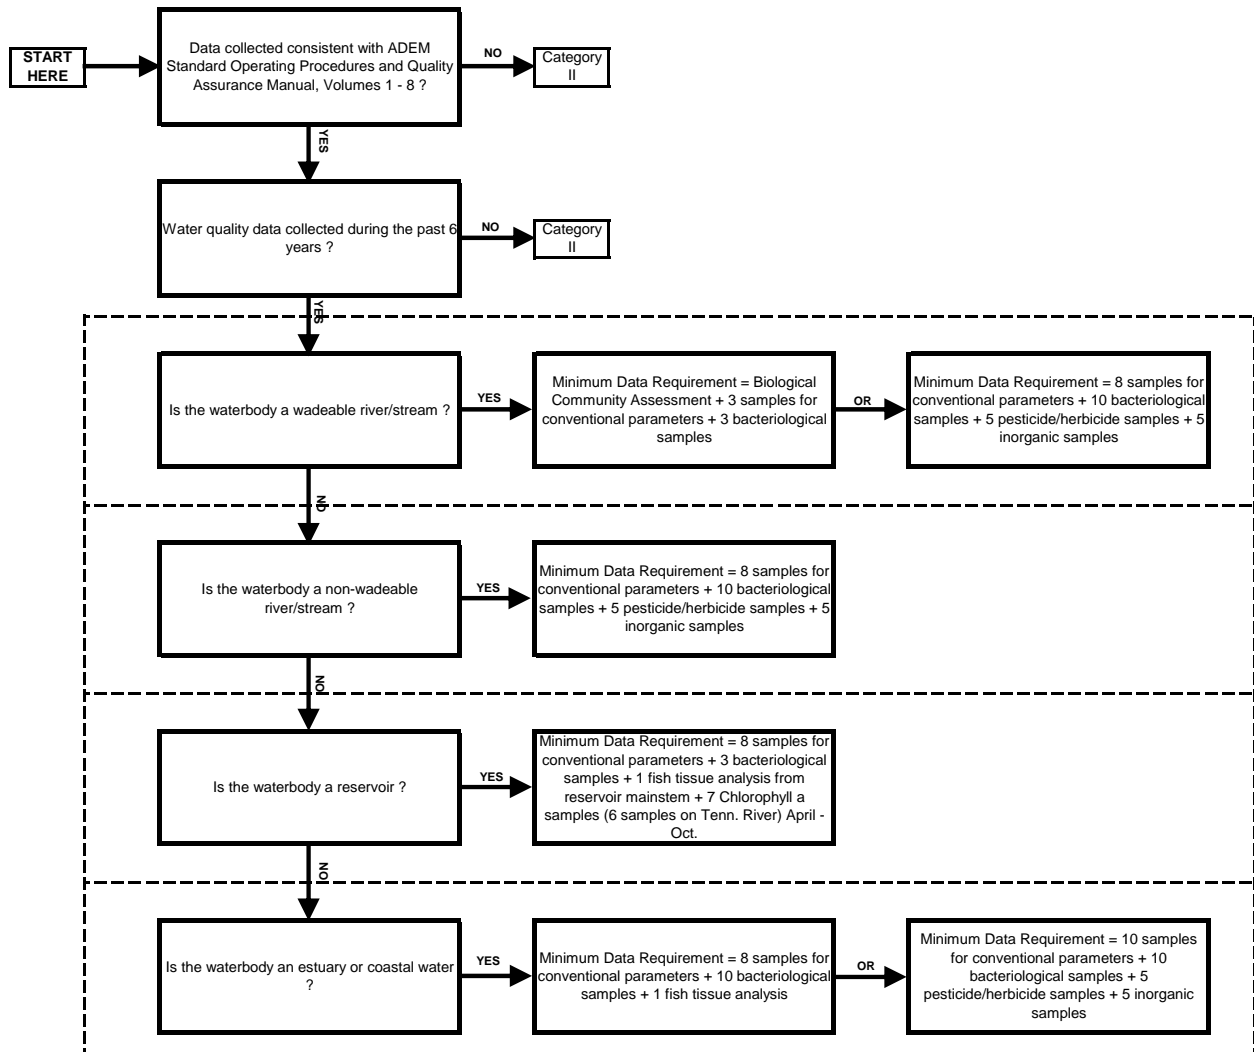 START
HERE
Data collected consistent with ADEM
Standard Operating Procedures and Quality
Assurance Manual, Volumes 1 - 8 ?
NO
Category
II
YES
Water quality data collected during the past 6
years ?
NO
Category
II
YES
Is the waterbody a wadeable river/stream ?
YES
Minimum Data Requirement = Biological
Community Assessment + 3 samples for
conventional parameters + 3 bacteriological
samples
OR
Minimum Data Requirement = 8 samples for
conventional parameters + 10 bacteriological
samples + 5 pesticide/herbicide samples + 5
inorganic samples
NO
Is the waterbody a non-wadeable
river/stream ?
YES
Minimum Data Requirement = 8 samples for
conventional parameters + 10 bacteriological
samples + 5 pesticide/herbicide samples + 5
inorganic samples
NO
Is the waterbody a reservoir ?
YES
Minimum Data Requirement = 8 samples for
conventional parameters + 3 bacteriological
samples + 1 fish tissue analysis from
reservoir mainstem + 7 Chlorophyll a
samples (6 samples on Tenn. River) April -
Oct.
NO
Is the waterbody an estuary or coastal water
?
YES
Minimum Data Requirement = 8 samples for
conventional parameters + 10 bacteriological
samples + 1 fish tissue analysis
OR
Minimum Data Requirement = 10 samples
for conventional parameters + 10
bacteriological samples + 5
pesticide/herbicide samples + 5 inorganic
samples